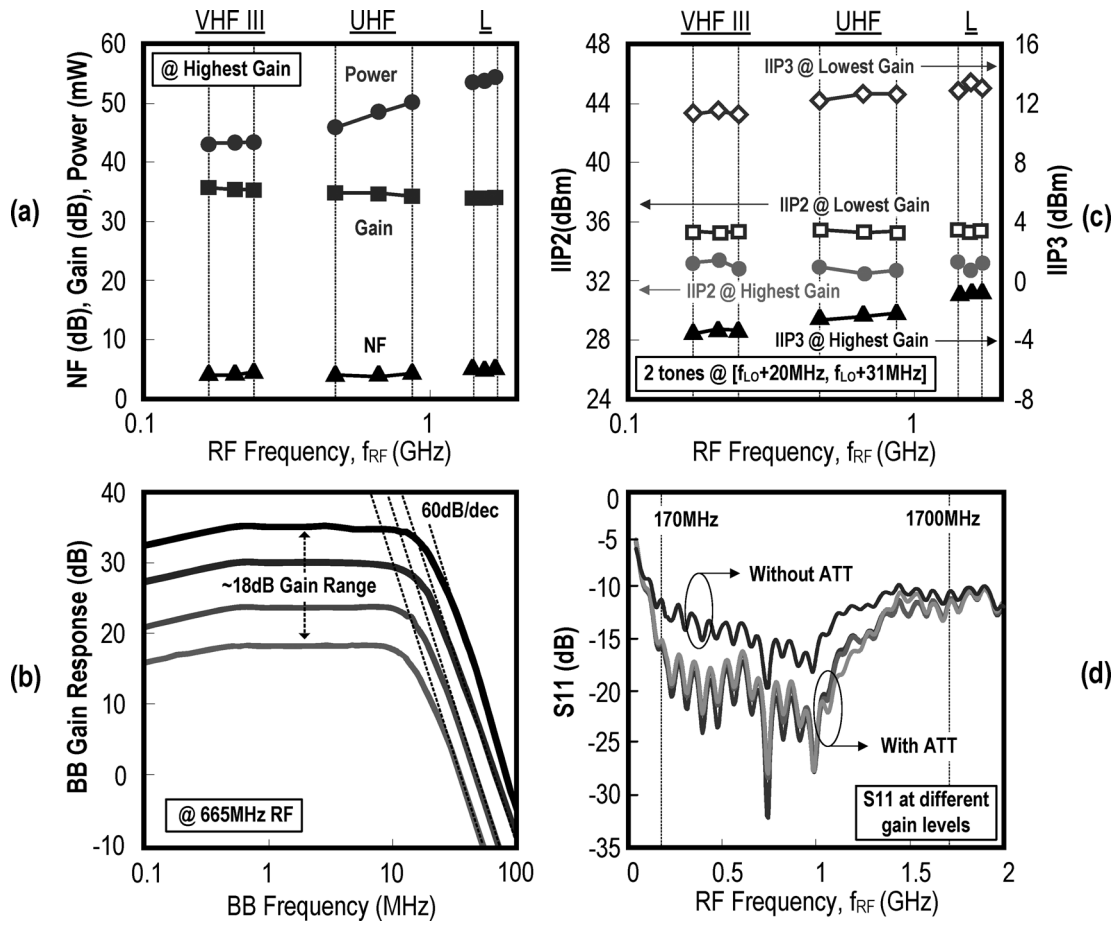 VHF III UHF L
60
50
40
30
20
10
0
0.1 1
NF (dB), Gain (dB), Power (mW)
@ Highest Gain
Power
Gain
NF
RF Frequency, fRF (GHz)
(a)
VHF III UHF L
48
44
40
36
32
28
24
16
12
8
4
0
-4
-8
0.1 1
IIP2(dBm)
IIP3 (dBm)
IIP3 @ Lowest Gain
IIP2 @ Lowest Gain
IIP2 @ Highest Gain
IIP3 @ Highest Gain
2 tones @ [fLO+20MHz, fLO+31MHz]
RF Frequency, fRF (GHz)
(c)
40
30
20
10
0
-10
0.1 1 10 100
BB Gain Response (dB)
60dB/dec
~18dB Gain Range
@ 665MHz RF
BB Frequency (MHz)
(b)
0
-5
-10
-15
-20
-25
-30
-35
0 0.5 1 1.5 2
S11 (dB)
170MHz
1700MHz
Without ATT
With ATT
S11 at different
gain levels
RF Frequency, fRF (GHz)
(d)